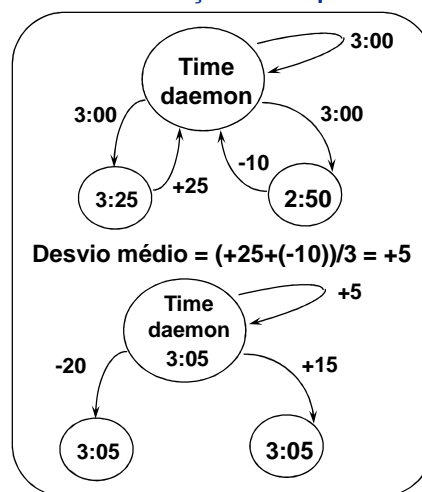 Time
daemon
3:00
3:00
3:00
3:25
+25
-10
2:50
Desvio médio = (+25+(-10))/3 = +5
Time
daemon
3:05
+5
-20
+15
3:05
3:05